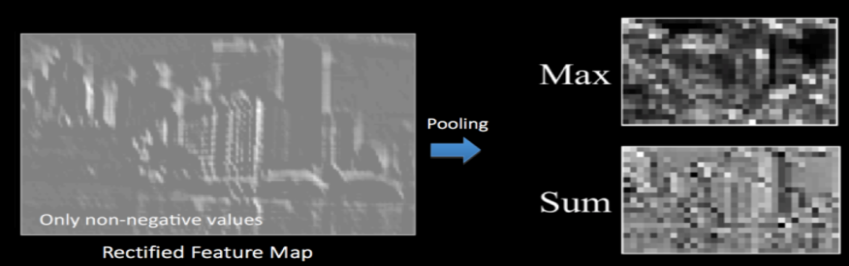 Max
Pooling
Sum
Only non-negative values
Rectified Feature Map